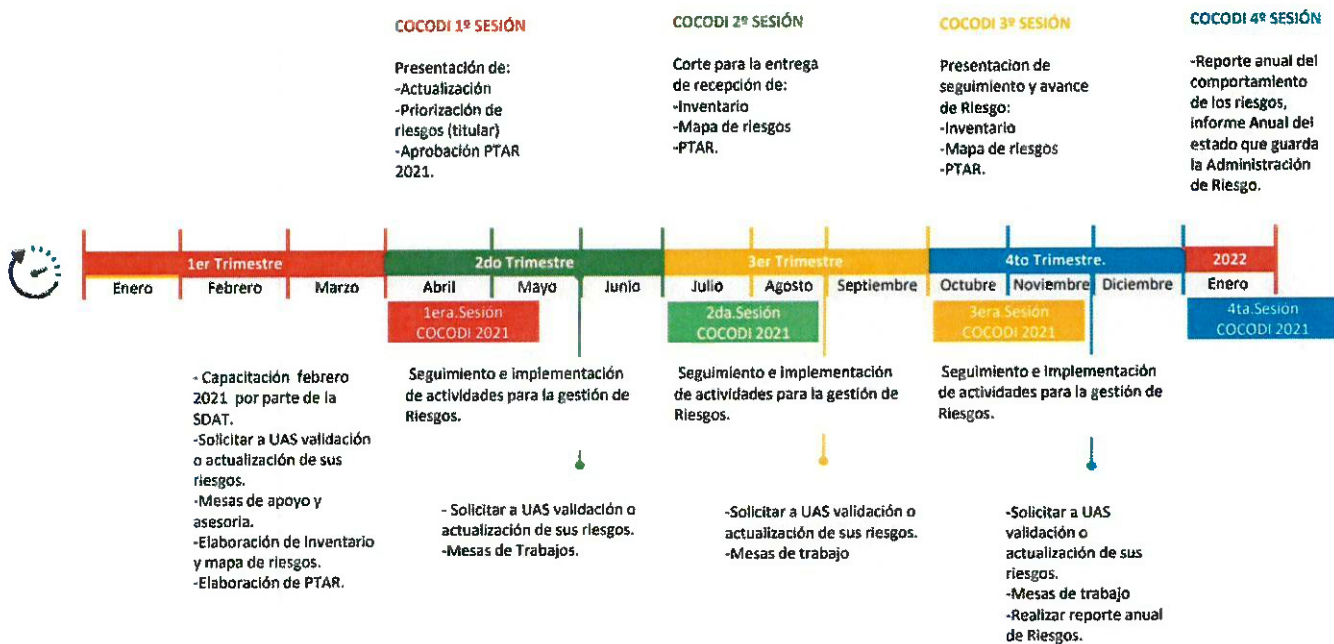 COCODI 1º SESIÓN
Presentación de:
-Actualización
-Priorización de
riesgos (titular)
-Aprobación PTAR
2021.
COCODI 2º SESIÓN
Corte para la entrega
de recepción de:
-Inventario
-Mapa de riesgos
-PTAR.
COCODI 3º SESIÓN
Presentacion de
seguimiento y avance
de Riesgo:
-Inventario
-Mapa de riesgos
-PTAR.
COCODI 4º SESIÓN
-Reporte anual del
comportamiento
de los riesgos,
informe Anual del
estado que guarda
la Administración
de Riesgo.
1er Trimestre
2do Trimestre
3er Trimestre
4to Trimestre.
2022
Enero
Febrero
Marzo
Abril
Mayo
Junio
Julio
Agosto
Septiembre
Octubre
Noviembre
Diciembre
Enero
1era.Sesión
COCODI 2021
2da.Sesión
COCODI 2021
3era.Sesión
COCODI 2021
4ta.Sesión
COCODI 2021
- Capacitación febrero
2021 por parte de la
SDAT.
-Solicitar a UAS validación
o actualización de sus
riesgos.
-Mesas de apoyo y
asesoria.
-Elaboración de Inventario
y mapa de riesgos.
-Elaboración de PTAR.
Seguimiento e implementación
de actividades para la gestión de
Riesgos.
- Solicitar a UAS validación o
actualización de sus riesgos.
-Mesas de Trabajos.
Seguimiento e implementación
de actividades para la gestión de
Riesgos.
-Solicitar a UAS validación o
actualización de sus riesgos.
-Mesas de trabajo
Seguimiento e implementación
de actividades para la gestión de
Riesgos.
-Solicitar a UAS
validación o
actualización de sus
riesgos.
-Mesas de trabajo
-Realizar reporte anual
de Riesgos.